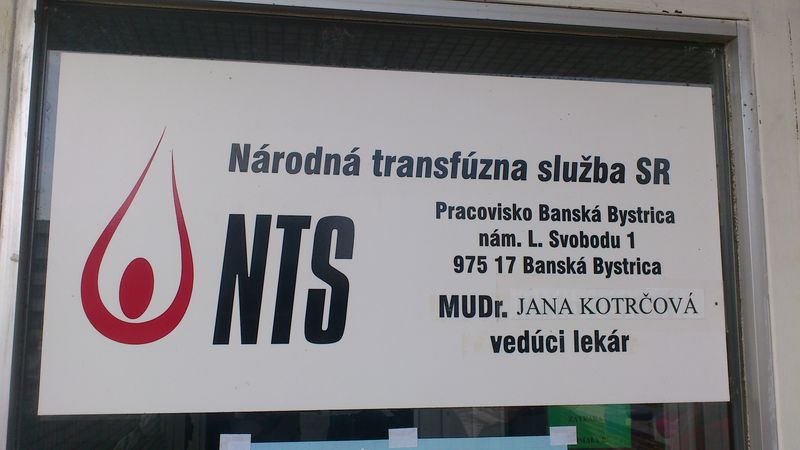 Národná transfúzna služba SR
NTS
Pracovisko Banská Bystrica
nám. L. Svobodu 1
975 17 Banská Bystrica
MUDr. JANA KOTRČOVÁ
vedúci lekár